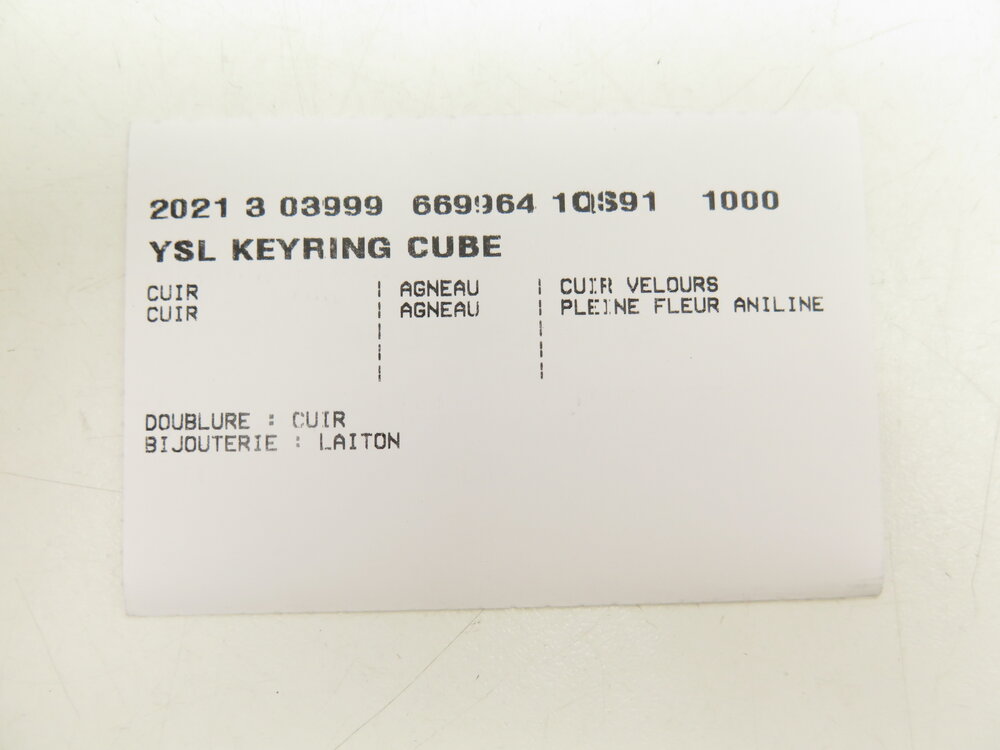 2021 3 03999 669964 1QS91 1000
YSL KEYRING CUBE
CUIR | AGNEAU | CUIR VELOURS
CUIR | AGNEAU | PLEINE FLEUR ANILINE
DOUBLURE : CUIR
BIJOUTERIE : LAITON